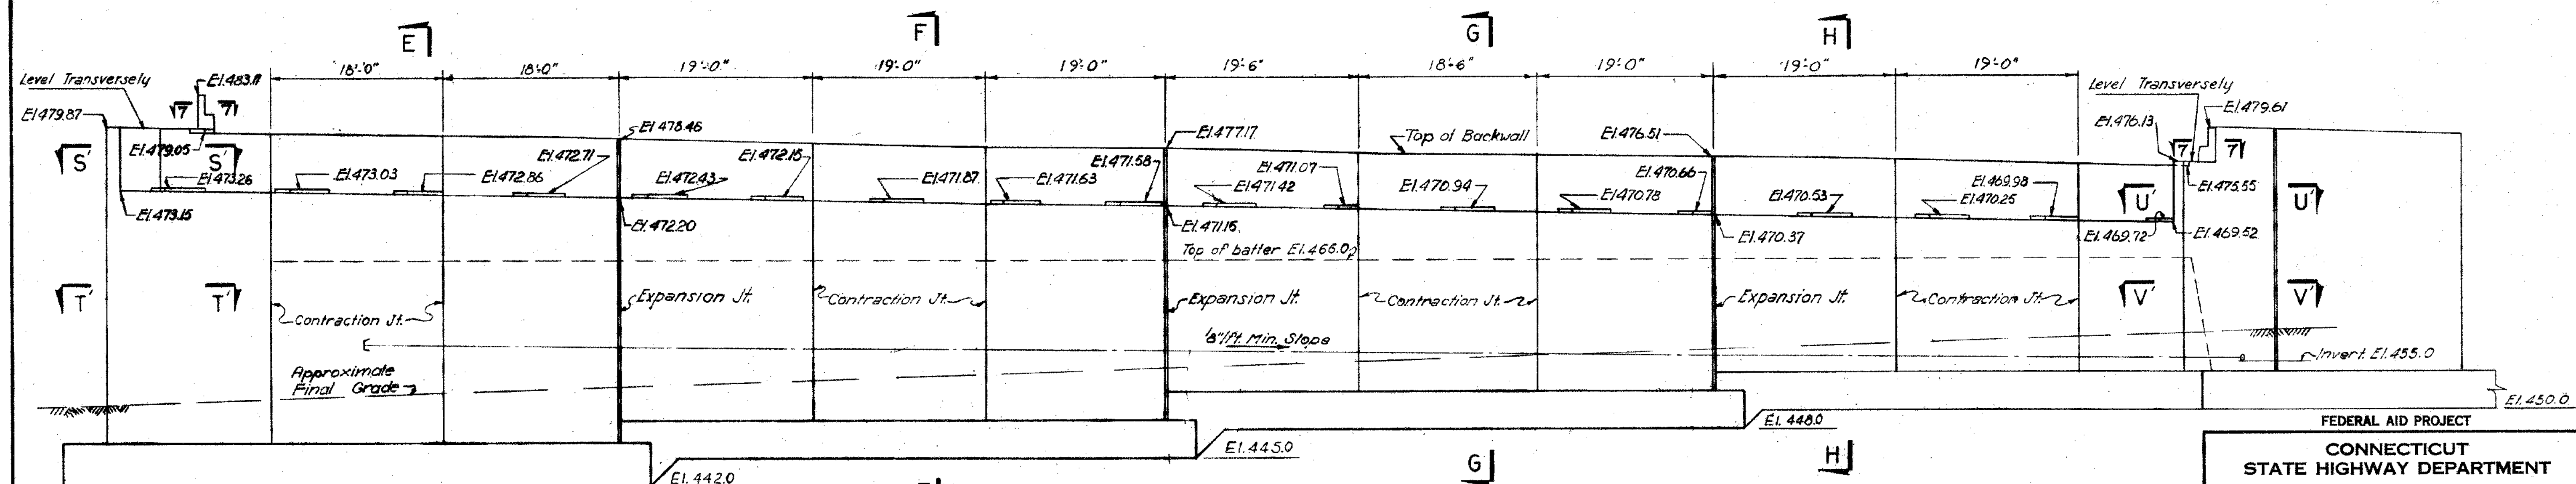 E
F
G
H
18'-0"
18'-0"
19'-0"
19'-0"
19'-0"
19'-6"
18'-6"
19'-0"
19'-0"
19'-0"
Level Transversely
El.483.11
7 7
El 479.87
El.479.05
S' S'
El 478.46
El.477.17
Top of Backwall
El.476.51
Level Transversely
El.479.61
El.476.13
7 7
El.475.55
El.473.26
El.473.03
El.472.86
El.472.71
El.472.43
El.472.15
El.471.87
El.471.63
El.471.58
El.471.42
El.471.07
El.470.94
El.470.78
El.470.66
El.470.53
El.470.25
El.469.98
U' U'
El.473.15
El.472.20
El.471.16
El.470.37
El.469.72
El.469.52
Top of batter El.466.0
T' T'
Contraction Jt.
Expansion Jt.
Contraction Jt.
Expansion Jt.
Contraction Jt.
Expansion Jt.
Contraction Jt.
V' V'
1/8"/ft. Min. Slope
Invert El.455.0
Approximate
Final Grade
El.450.0
El. 448.0
El.445.0
El. 442.0
G
H
FEDERAL AID PROJECT
CONNECTICUT
STATE HIGHWAY DEPARTMENT